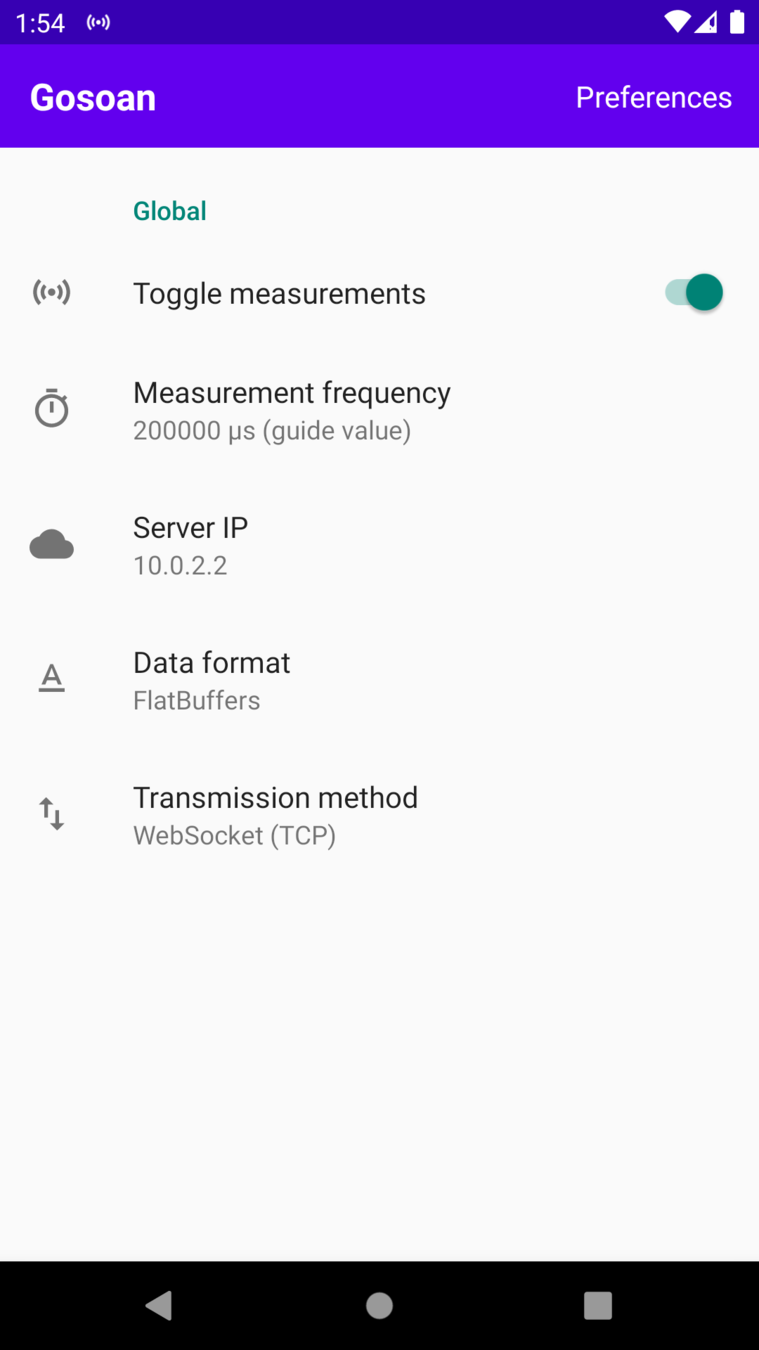 1:54
Gosoan
Preferences
Global
Toggle measurements
Measurement frequency
200000 µs (guide value)
Server IP
10.0.2.2
Data format
FlatBuffers
Transmission method
WebSocket (TCP)